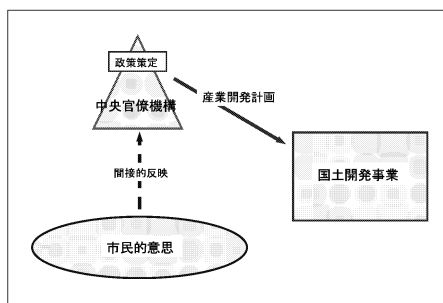 政策策定
中央官僚機構
産業開発計画
間接的反映
国土開発事業
市民的意思